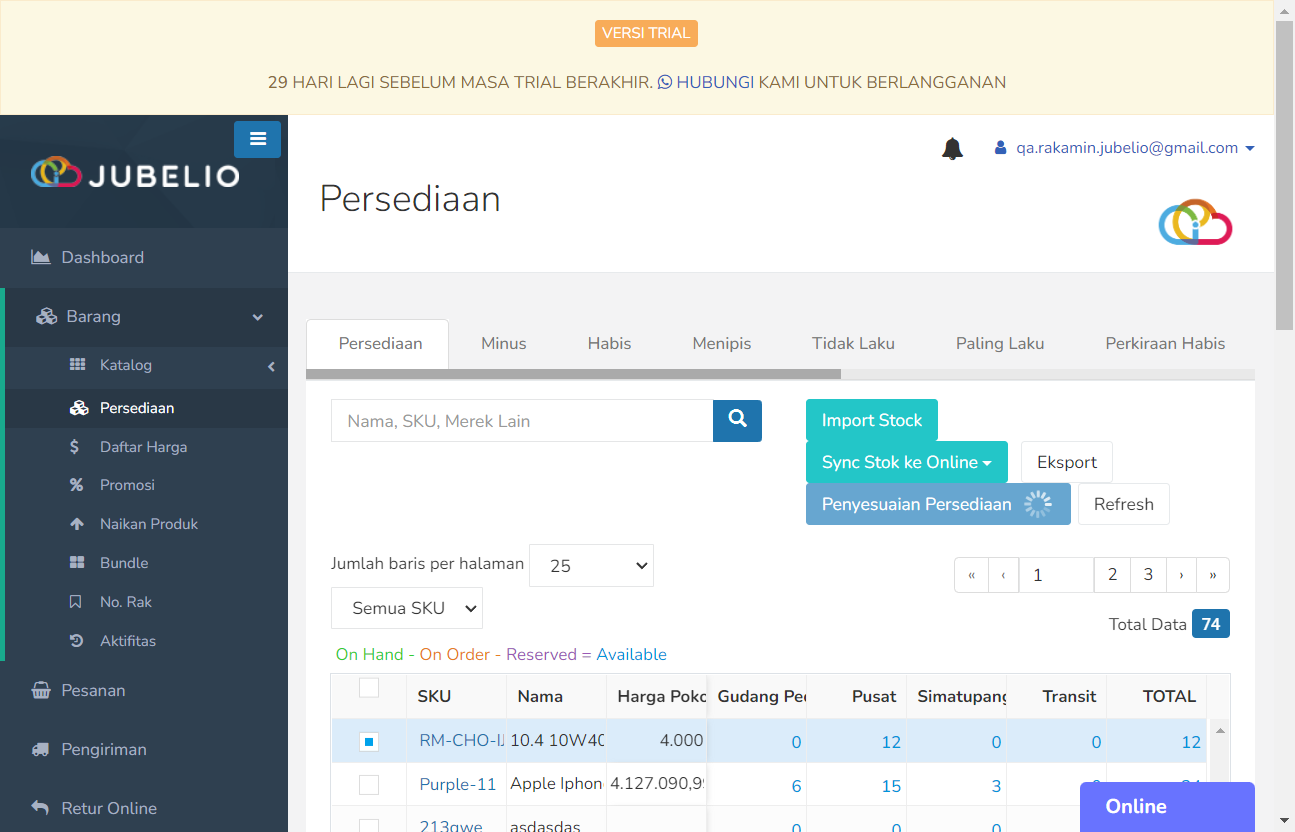 VERSI TRIAL
29 HARI LAGI SEBELUM MASA TRIAL BERAKHIR. HUBUNGI KAMI UNTUK BERLANGGANAN
JUBELIO
qa.rakamin.jubelio@gmail.com
Persediaan
Dashboard
Barang
Katalog
Persediaan
Daftar Harga
Promosi
Naikan Produk
Bundle
No. Rak
Aktifitas
Pesanan
Pengiriman
Retur Online
Persediaan Minus Habis Menipis Tidak Laku Paling Laku Perkiraan Habis
Nama, SKU, Merek Lain
Import Stock
Sync Stok ke Online Eksport
Penyesuaian Persediaan Refresh
Jumlah baris per halaman 25
« ‹ 1 2 3 › »
Semua SKU
Total Data 74
On Hand - On Order - Reserved = Available
SKU Nama Harga Poko Gudang Pe Pusat Simatupang Transit TOTAL
RM-CHO-I 10.4 10W40 4.000 0 12 0 0 12
Purple-11 Apple Iphon 4.127.090,9 6 15 3
213qwe asdasdas 0 0 0
Online